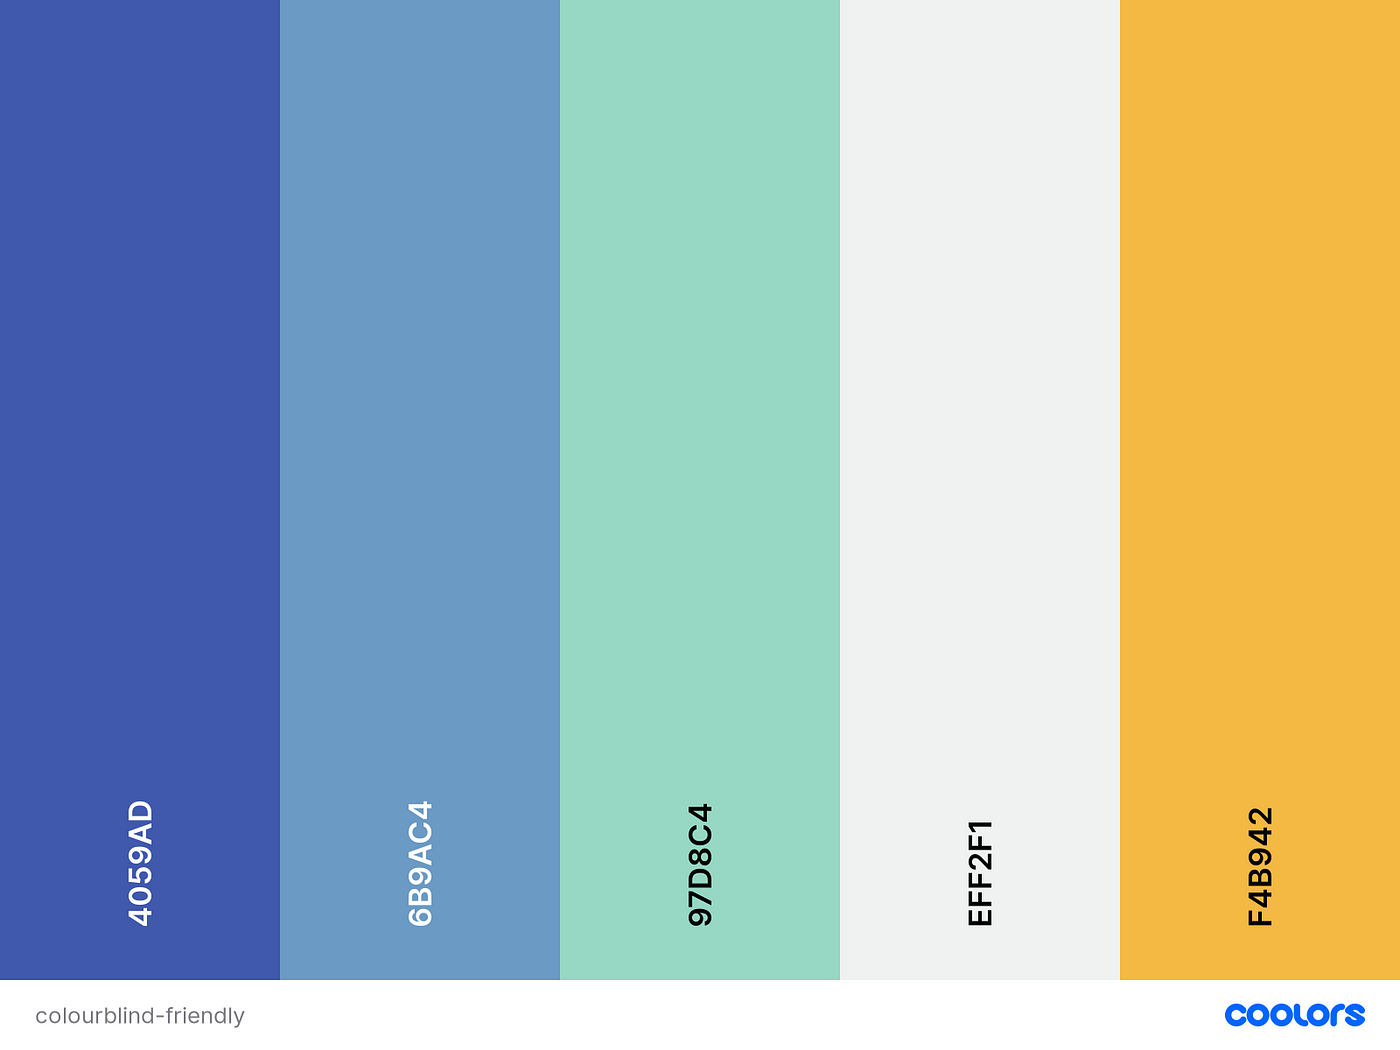 4059AD
6B9AC4
97D8C4
EFF2F1
F4B942
colourblind-friendly
coolors